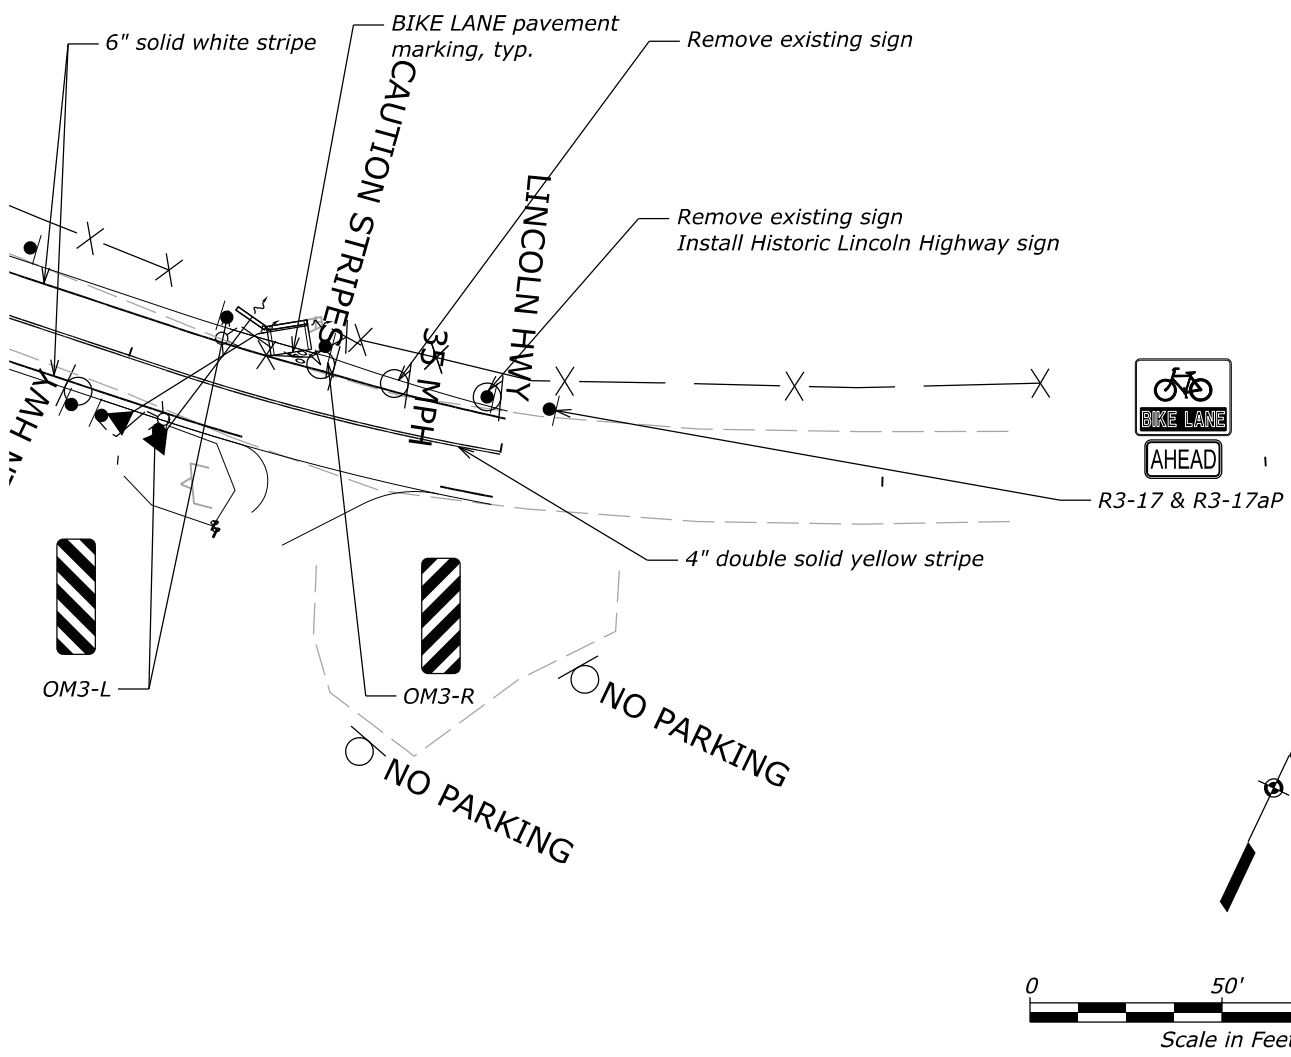 BIKE LANE pavement
marking, typ.
6" solid white stripe
Remove existing sign
CAUTION STRIPES
LINCOLN HWY
Remove existing sign
Install Historic Lincoln Highway sign
35 MPH
HWY
BIKE LANE
AHEAD
R3-17 & R3-17aP
4" double solid yellow stripe
OM3-L
OM3-R
NO PARKING
NO PARKING
0
50'
Scale in Feet